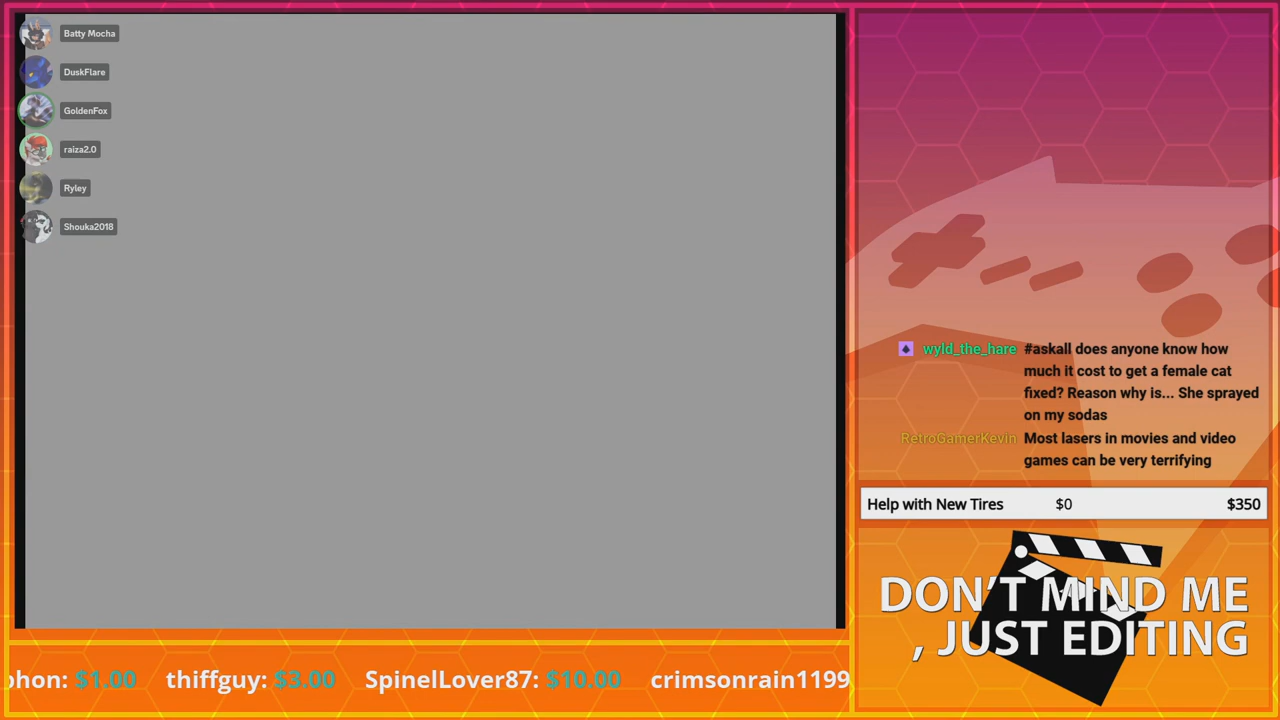 Batty Mocha
DuskFlare
GoldenFox
raiza2.0
Ryley
Shouka2018
wyld_the_hare #askall does anyone know how
much it cost to get a female cat
fixed? Reason why is... She sprayed
on my sodas
RetroGamerKevin Most lasers in movies and video
games can be very terrifying
Help with New Tires $0 $350
DON'T MIND ME
, JUST EDITING
phon: $1.00 thiffguy: $3.00 SpinelLover87: $10.00 crimsonrain1199